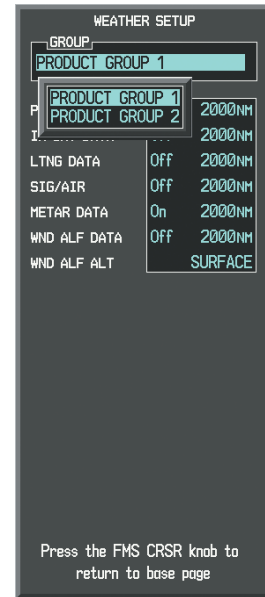 WEATHER SETUP
GROUP
PRODUCT GROUP 1
PRODUCT GROUP 1
PRODUCT GROUP 2
2000NM
2000NM
LTNG DATA Off 2000NM
SIG/AIR Off 2000NM
METAR DATA On 2000NM
WND ALF DATA Off 2000NM
WND ALF ALT SURFACE
Press the FMS CRSR knob to
return to base page